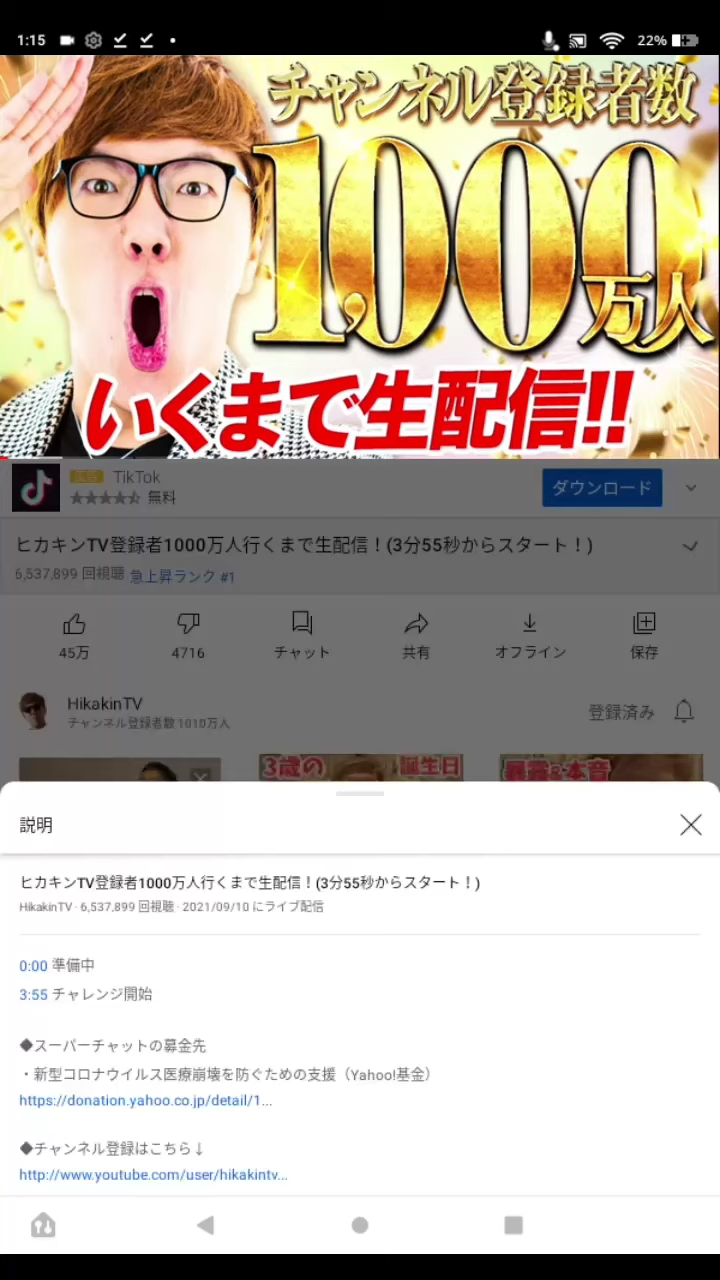 1:15
22%
チャンネル登録者数
1,000万人
いくまで生配信!!
広告 TikTok
無料
ダウンロード
ヒカキンTV登録者1000万人行くまで生配信！(3分55秒からスタート！)
6,537,899 回視聴 急上昇ランク #1
45万
4716
チャット
共有
オフライン
保存
HikakinTV
チャンネル登録者数 1010万人
登録済み
3歳の
誕生日
暴露&本音
説明
ヒカキンTV登録者1000万人行くまで生配信！(3分55秒からスタート！)
HikakinTV · 6,537,899 回視聴 · 2021/09/10 にライブ配信
0:00 準備中
3:55 チャレンジ開始
◆スーパーチャットの募金先
・新型コロナウイルス医療崩壊を防ぐための支援（Yahoo!基金）
https://donation.yahoo.co.jp/detail/1...
◆チャンネル登録はこちら↓
http://www.youtube.com/user/hikakintv...